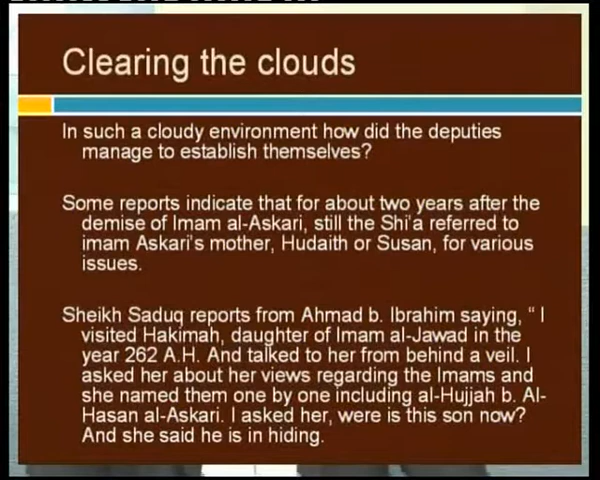 Clearing the clouds
In such a cloudy environment how did the deputies
manage to establish themselves?
Some reports indicate that for about two years after the
demise of Imam al-Askari, still the Shi'a referred to
imam Askari's mother, Hudaith or Susan, for various
issues.
Sheikh Saduq reports from Ahmad b. Ibrahim saying, " I
visited Hakimah, daughter of Imam al-Jawad in the
year 262 A.H. And talked to her from behind a veil. I
asked her about her views regarding the Imams and
she named them one by one including al-Hujjah b. Al-
Hasan al-Askari. I asked her, were is this son now?
And she said he is in hiding.